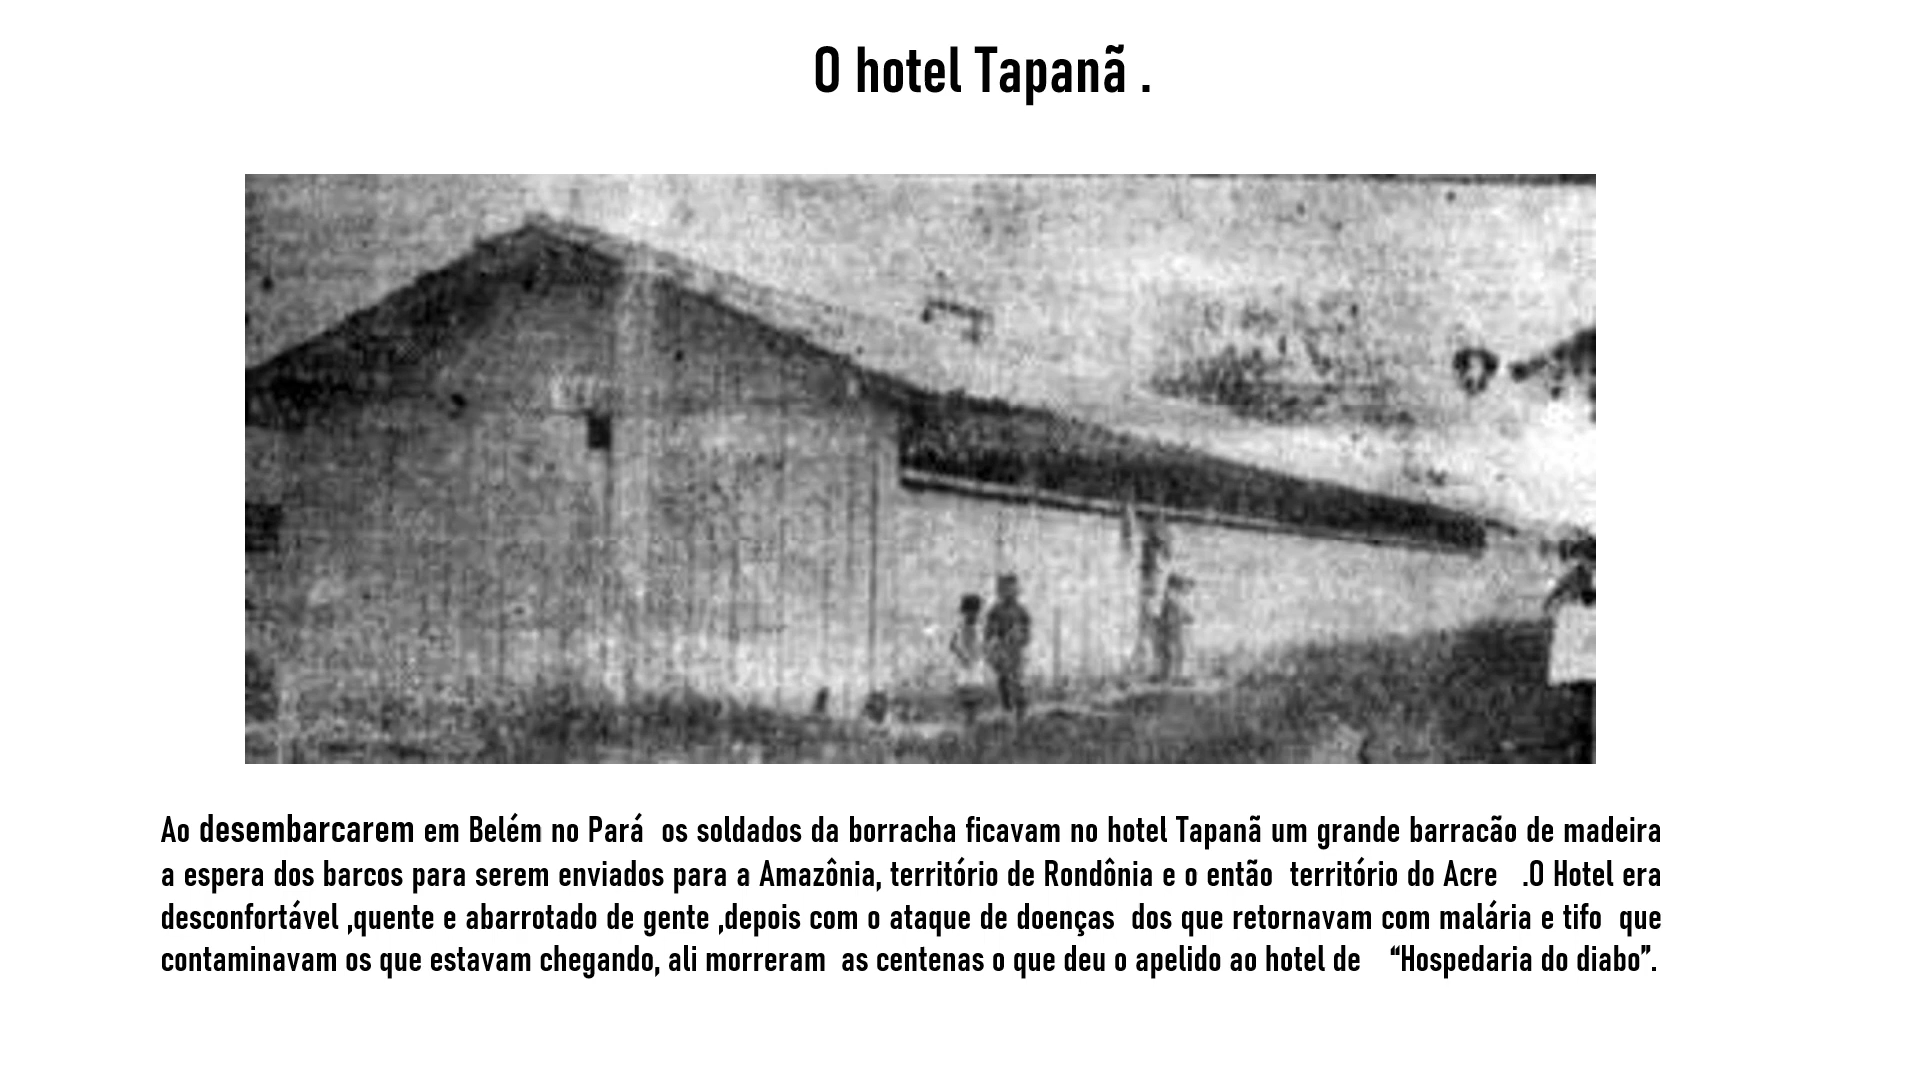 O hotel Tapanã .
Ao desembarcarem em Belém no Pará  os soldados da borracha ficavam no hotel Tapanã um grande barracão de madeira
a espera dos barcos para serem enviados para a Amazônia, território de Rondônia e o então  território do Acre   .O Hotel era
desconfortável ,quente e abarrotado de gente ,depois com o ataque de doenças  dos que retornavam com malária e tifo  que
contaminavam os que estavam chegando, ali morreram  as centenas o que deu o apelido ao hotel de    “Hospedaria do diabo”.